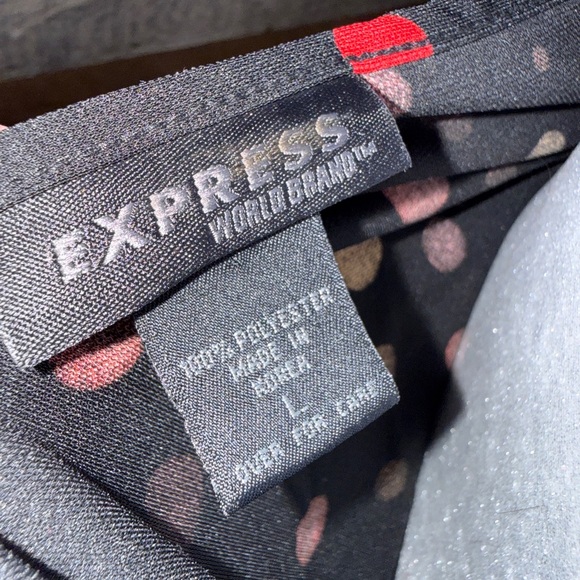 EXPRESS
WORLD BRAND™
100% POLYESTER
MADE IN
KOREA
L
OVER FOR CARE